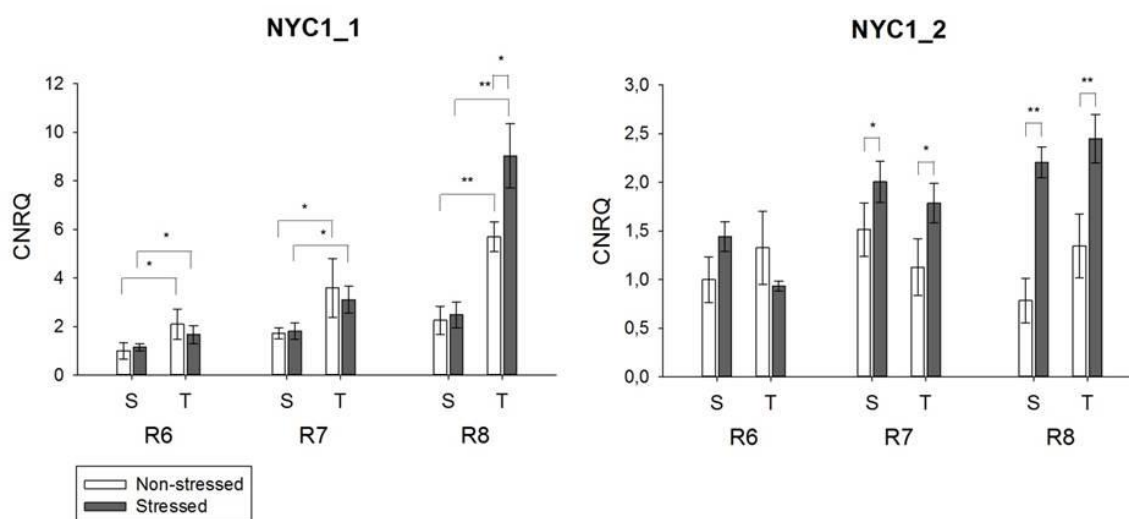 NYC1_1
CNRQ
12
10
8
6
4
2
0
*
*
*
*
**
**
*
S T S T S T
R6 R7 R8
Non-stressed
Stressed
NYC1_2
CNRQ
3,0
2,5
2,0
1,5
1,0
0,5
0,0
*
*
**
**
S T S T S T
R6 R7 R8